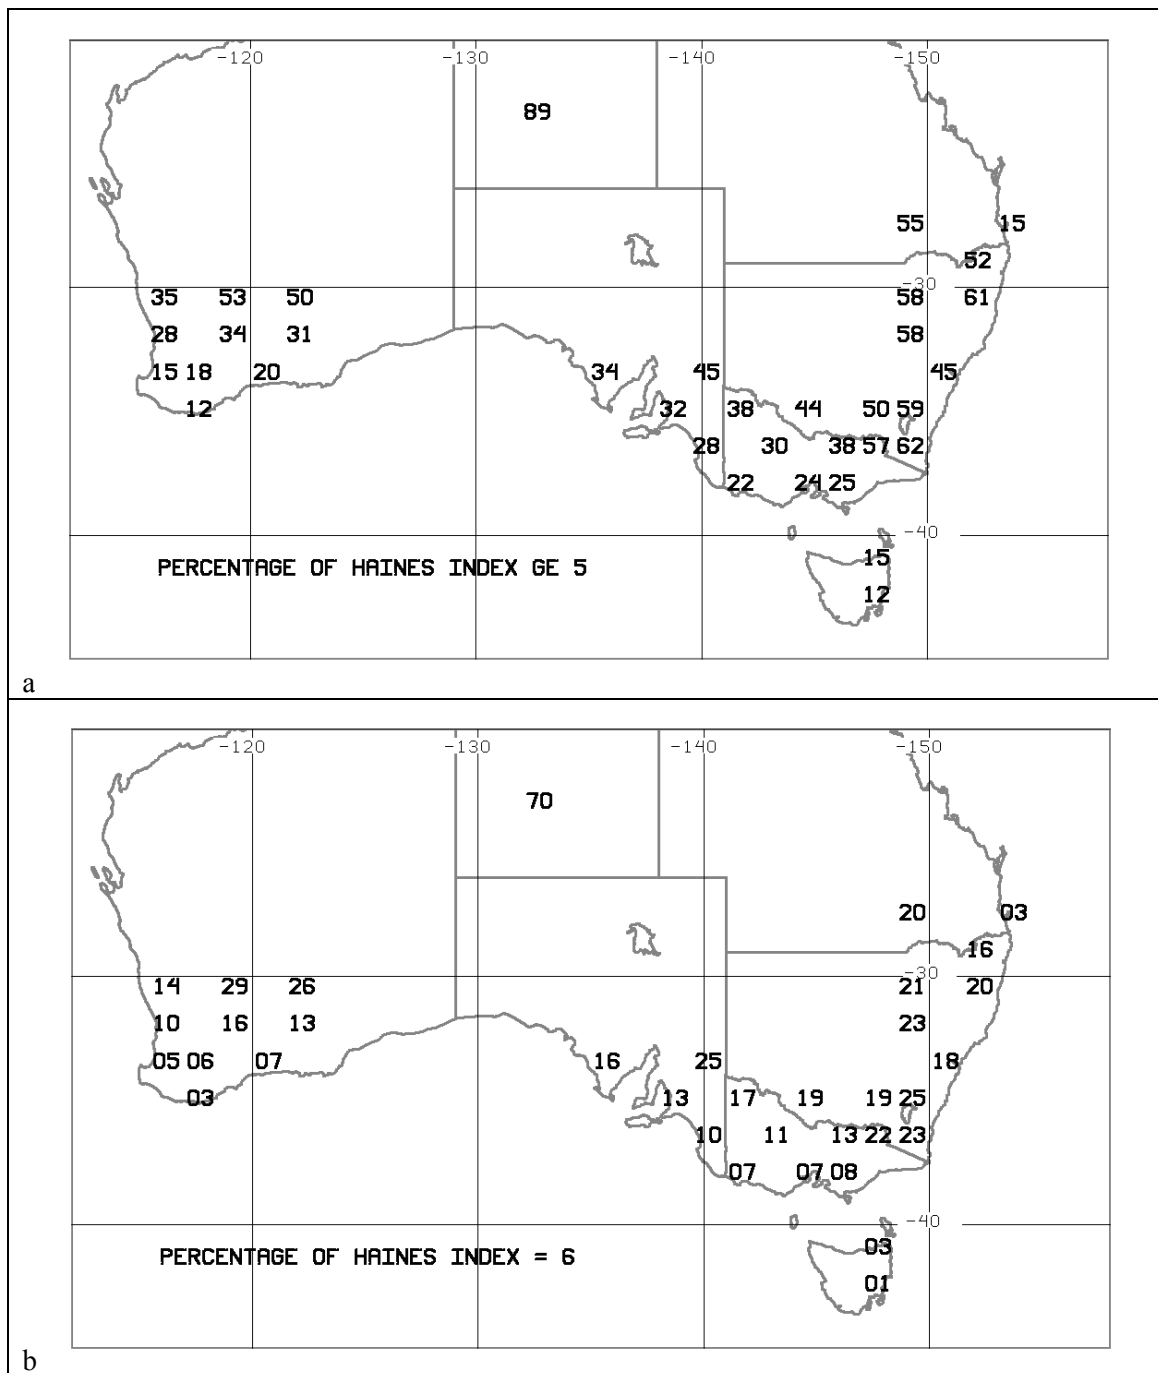 -120 -130 -140 -150
89
55 15
52
-30
35 53 50 58 61
28 34 31 58
15 18 20 34 45 45
12 32 38 44 50 59
28 30 38 57 62
22 24 25
-40
15
PERCENTAGE OF HAINES INDEX GE 5
12
a
-120 -130 -140 -150
70
20 03
16
-30
14 29 26 21 20
10 16 13 23
05 06 07 16 25 18
03 13 17 19 19 25
10 11 13 22 23
07 07 08
-40
03
PERCENTAGE OF HAINES INDEX = 6
01
b